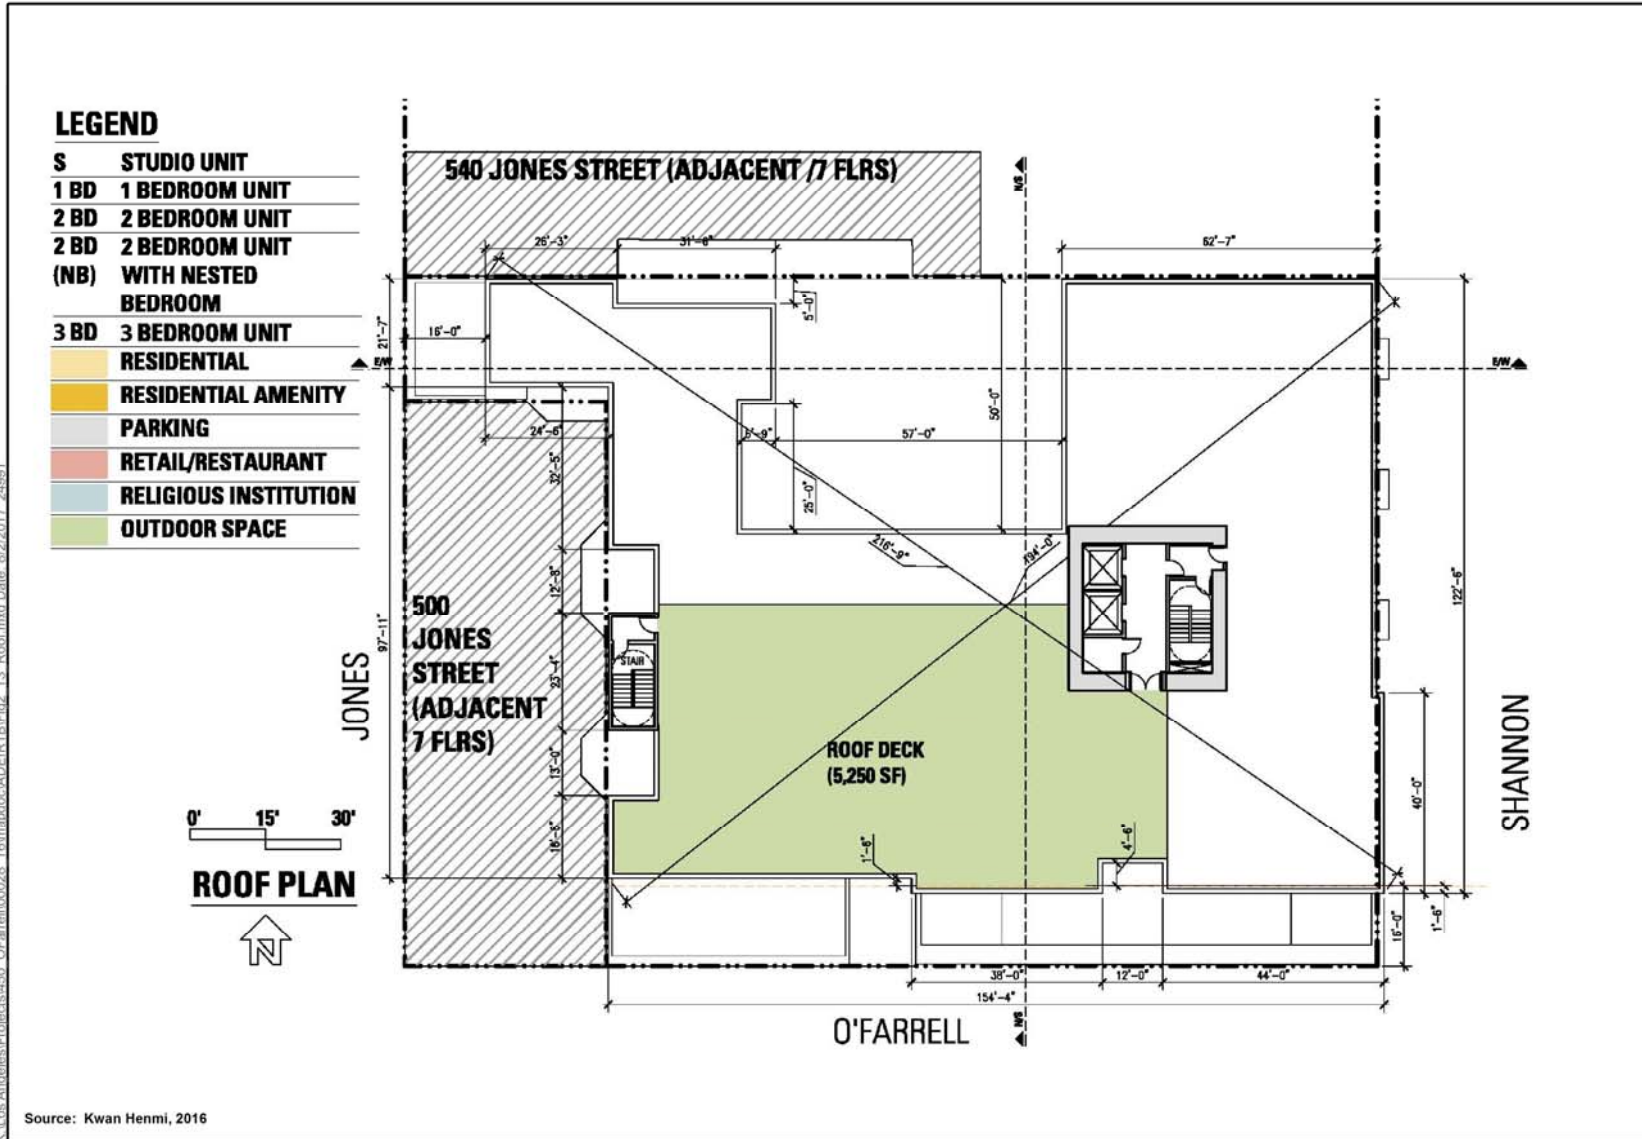 LEGEND
S STUDIO UNIT
1 BD 1 BEDROOM UNIT
2 BD 2 BEDROOM UNIT
2 BD 2 BEDROOM UNIT
(NB) WITH NESTED
BEDROOM
3 BD 3 BEDROOM UNIT
RESIDENTIAL
RESIDENTIAL AMENITY
PARKING
RETAIL/RESTAURANT
RELIGIOUS INSTITUTION
OUTDOOR SPACE
540 JONES STREET (ADJACENT /7 FLRS)
N/S
26'-3"
31'-6"
62'-7"
5'-0"
21'-7"
16'-0"
E/W
E/W
24'-6"
5'-9"
57'-0"
50'-0"
32'-5"
25'-0"
216'-9"
194'-0"
12'-8"
122'-6"
500
JONES
STREET
(ADJACENT
7 FLRS)
97'-11"
JONES
STAIR
23'-4"
13'-0"
16'-6"
ROOF DECK
(5,250 SF)
1'-6"
4'-6"
40'-0"
SHANNON
0' 15' 30'
ROOF PLAN
N
16'-0"
1'-6"
38'-0"
12'-0"
44'-0"
154'-4"
N/S
O'FARRELL
Source: Kwan Henmi, 2016